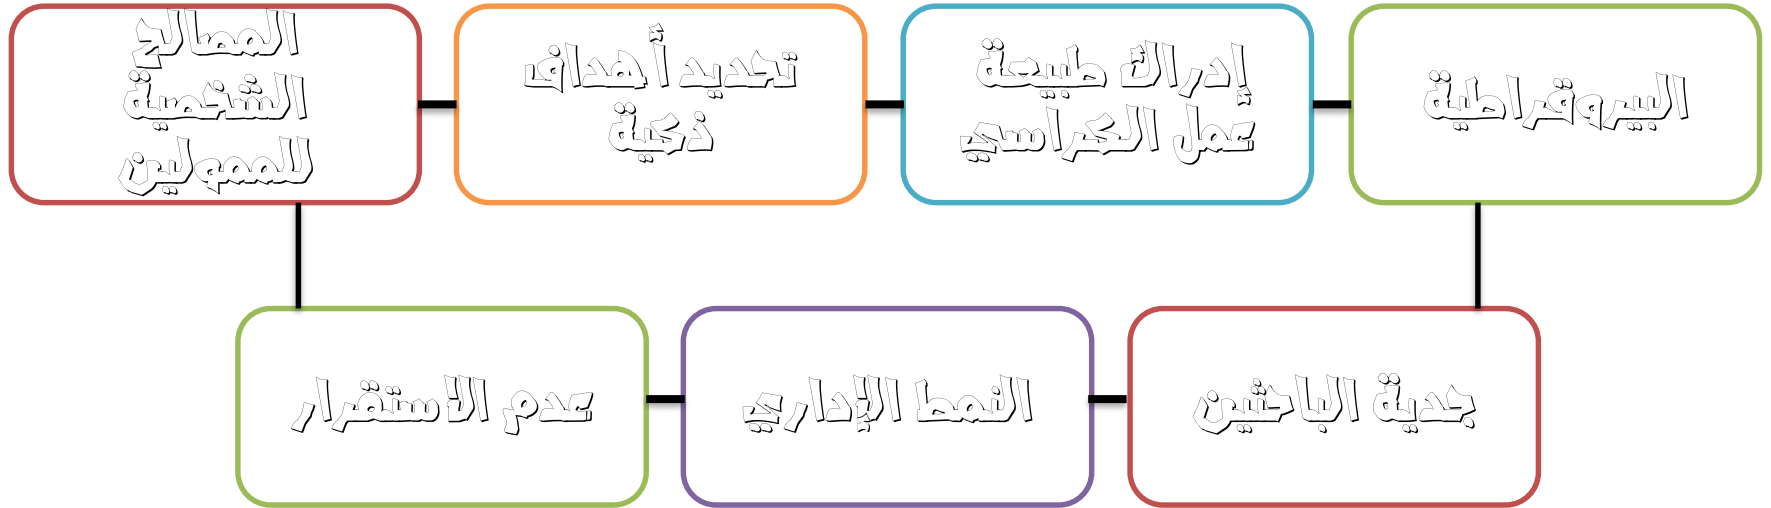 البيروقراطية
إدراك طبيعة
عمل الكراسي
تحديد أهداف
ذكية
المصالح
الشخصية
للممولين
جدية الباحثين
النمط الإداري
عدم الاستقرار